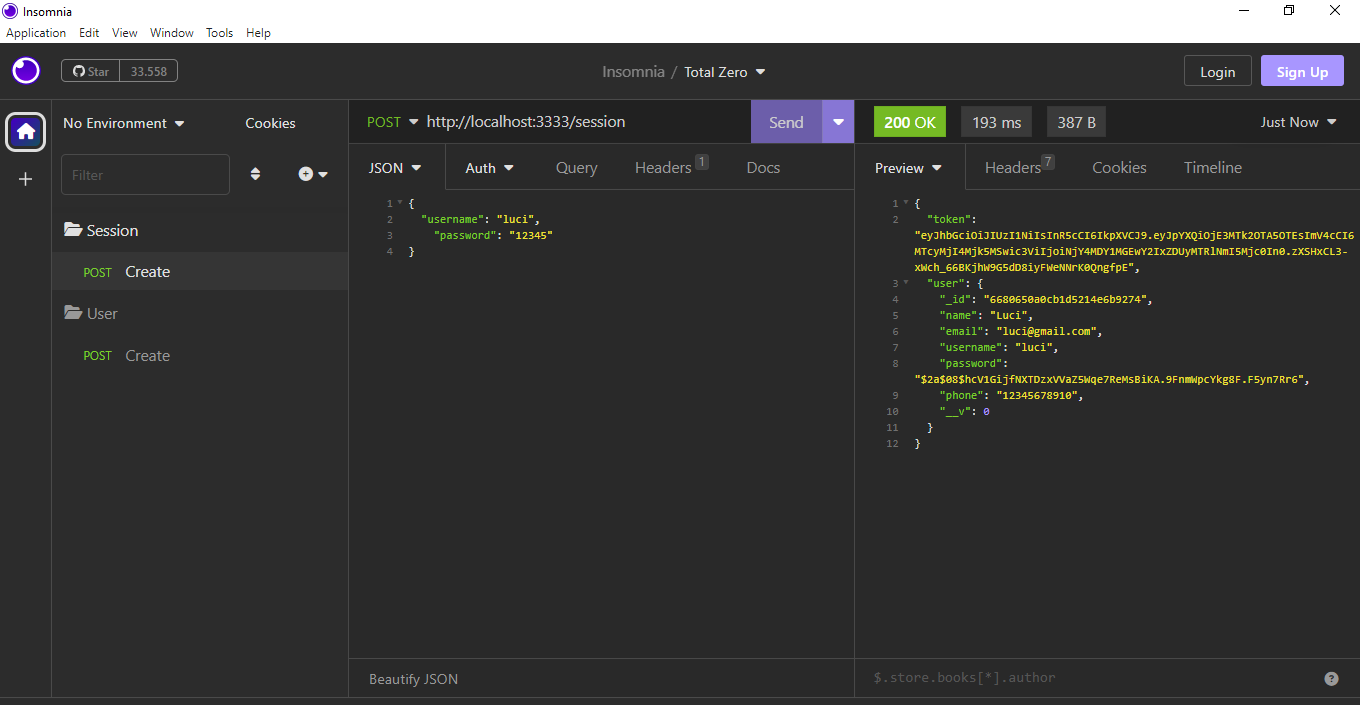 Insomnia
Application Edit View Window Tools Help
Star 33.558
Insomnia / Total Zero
Login Sign Up
No Environment Cookies
Filter
Session
POST Create
User
POST Create
POST http://localhost:3333/session Send
JSON Auth Query Headers 1 Docs
1 {
2 "username": "luci",
3 "password": "12345"
4 }
Beautify JSON
200 OK 193 ms 387 B Just Now
Preview Headers 7 Cookies Timeline
1 {
2 "token":
"eyJhbGciOiJIUzI1NiIsInR5cCI6IkpXVCJ9.eyJpYXQiOjE3MTk2OTA5OTEsImV4cCI6
MTcyMjI4Mjk5MSwic3ViIjoiNjY4MDY1MGEwY2IxZDUyMTRlNmI5Mjc0In0.zXSHxCL3-
xWch_66BKjhW9G5dD8iyFWeNNrK0QngfpE",
3 "user": {
4 "_id": "6680650a0cb1d5214e6b9274",
5 "name": "Luci",
6 "email": "luci@gmail.com",
7 "username": "luci",
8 "password":
"$2a$08$hcV1GijfNXTDzxVVaZ5Wqe7ReMsBiKA.9FnmWpcYkg8F.F5yn7Rr6",
9 "phone": "12345678910",
10 "__v": 0
11 }
12 }
$.store.books[*].author